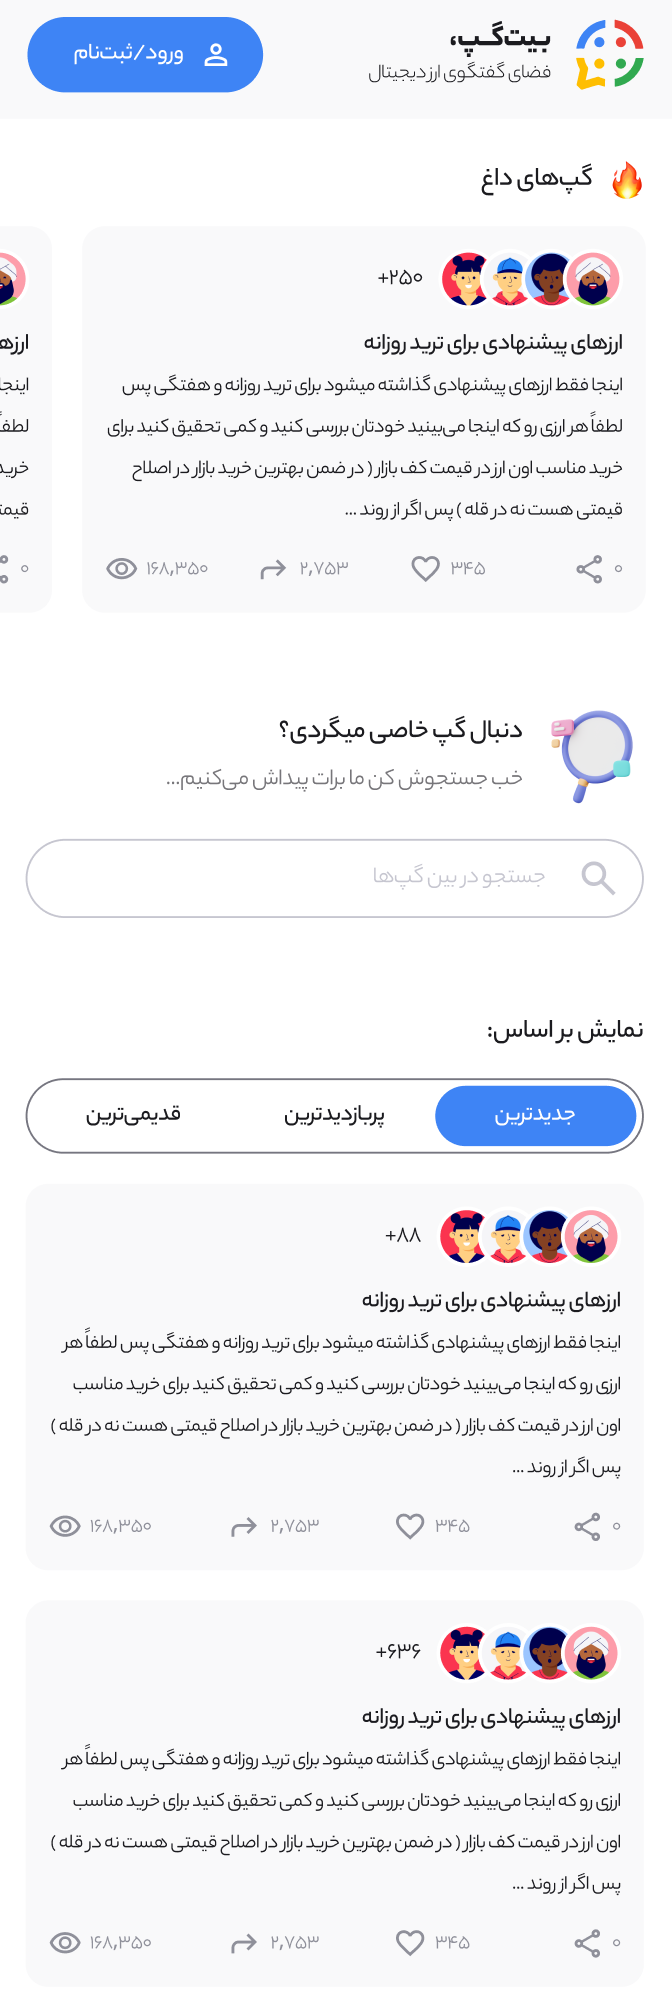 بیت‌گپ،
فضای گفتگوی ارز دیجیتال
ورود/ثبت‌نام
گپ‌های داغ
+۲۵۰
ارزهای پیشنهادی برای ترید روزانه
اینجا فقط ارزهای پیشنهادی گذاشته میشود برای ترید روزانه و هفتگی پس
لطفاً هر ارزی رو که اینجا می‌بینید خودتان بررسی کنید و کمی تحقیق کنید برای
خرید مناسب اون ارز در قیمت کف بازار ( در ضمن بهترین خرید بازار در اصلاح
قیمتی هست نه در قله ) پس اگر از روند ...
۰ ۳۴۵ ۲,۷۵۳ ۱۶۸,۳۵۰
۰
دنبال گپ خاصی میگردی؟
خب جستجوش کن ما برات پیداش می‌کنیم...
جستجو در بین گپ‌ها
نمایش بر اساس:
جدیدترین پربازدیدترین قدیمی‌ترین
+۸۸
ارزهای پیشنهادی برای ترید روزانه
اینجا فقط ارزهای پیشنهادی گذاشته میشود برای ترید روزانه و هفتگی پس لطفاً هر
ارزی رو که اینجا می‌بینید خودتان بررسی کنید و کمی تحقیق کنید برای خرید مناسب
اون ارز در قیمت کف بازار ( در ضمن بهترین خرید بازار در اصلاح قیمتی هست نه در قله )
پس اگر از روند ...
۰ ۳۴۵ ۲,۷۵۳ ۱۶۸,۳۵۰
+۶۳۶
ارزهای پیشنهادی برای ترید روزانه
اینجا فقط ارزهای پیشنهادی گذاشته میشود برای ترید روزانه و هفتگی پس لطفاً هر
ارزی رو که اینجا می‌بینید خودتان بررسی کنید و کمی تحقیق کنید برای خرید مناسب
اون ارز در قیمت کف بازار ( در ضمن بهترین خرید بازار در اصلاح قیمتی هست نه در قله )
پس اگر از روند ...
۰ ۳۴۵ ۲,۷۵۳ ۱۶۸,۳۵۰